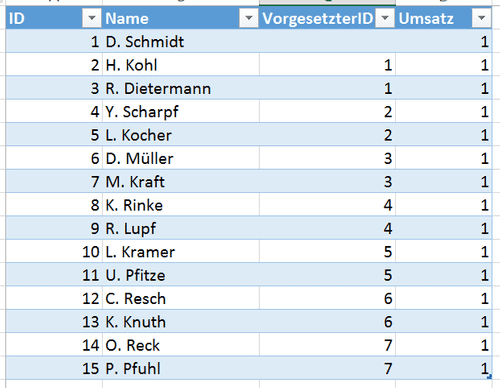 ID Name VorgesetzterID Umsatz
1 D. Schmidt 1
2 H. Kohl 1 1
3 R. Dietermann 1 1
4 Y. Scharpf 2 1
5 L. Kocher 2 1
6 D. Müller 3 1
7 M. Kraft 3 1
8 K. Rinke 4 1
9 R. Lupf 4 1
10 L. Kramer 5 1
11 U. Pfitze 5 1
12 C. Resch 6 1
13 K. Knuth 6 1
14 O. Reck 7 1
15 P. Pfuhl 7 1